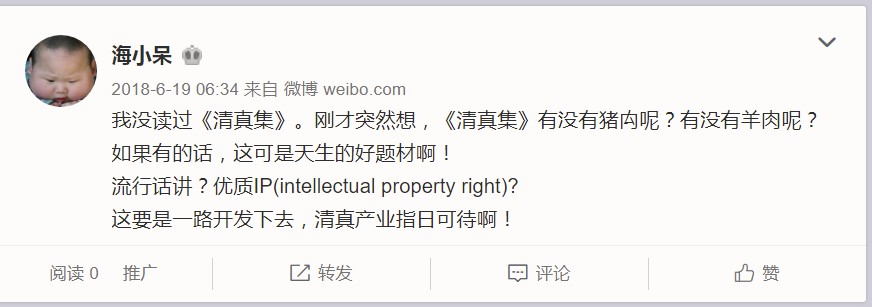 海小呆
2018-6-19 06:34 来自 微博 weibo.com
我没读过《清真集》。刚才突然想，《清真集》有没有猪肉呢？有没有羊肉呢？
如果有的话，这可是天生的好题材啊！
流行话讲？优质IP(intellectual property right)?
这要是一路开发下去，清真产业指日可待啊！
阅读 0 推广 转发 评论 赞